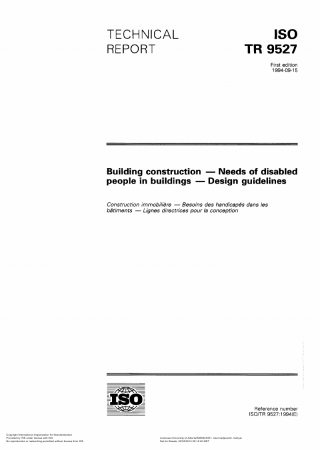 TECHNICAL
REPORT
ISO
TR 9527
First edition
1994-09-15
Building construction — Needs of disabled
people in buildings — Design guidelines
Construction immobilière — Besoins des handicapés dans les
bâtiments — Lignes directrices pour la conception
ISO
Reference number
ISO/TR 9527:1994(E)